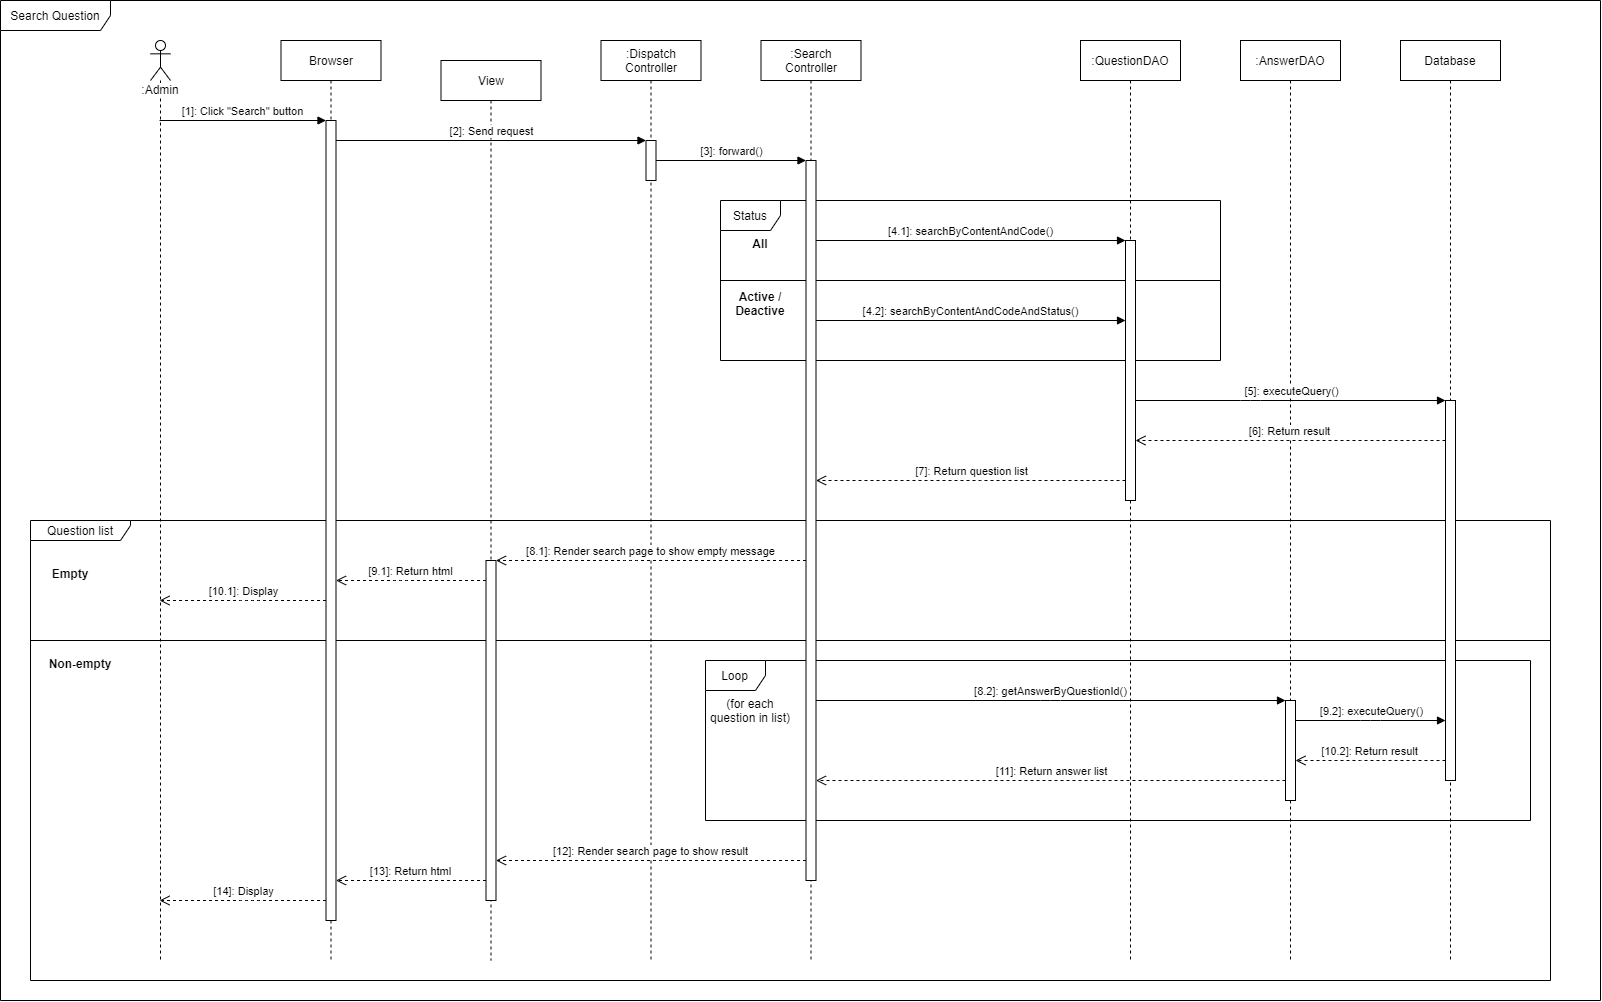 Search Question
:Admin
Browser
View
:Dispatch
Controller
:Search
Controller
:QuestionDAO
:AnswerDAO
Database
[1]: Click "Search" button
[2]: Send request
[3]: forward()
Status
All
[4.1]: searchByContentAndCode()
Active /
Deactive
[4.2]: searchByContentAndCodeAndStatus()
[5]: executeQuery()
[6]: Return result
[7]: Return question list
Question list
Empty
[8.1]: Render search page to show empty message
[9.1]: Return html
[10.1]: Display
Non-empty
Loop
(for each
question in list)
[8.2]: getAnswerByQuestionId()
[9.2]: executeQuery()
[10.2]: Return result
[11]: Return answer list
[12]: Render search page to show result
[13]: Return html
[14]: Display